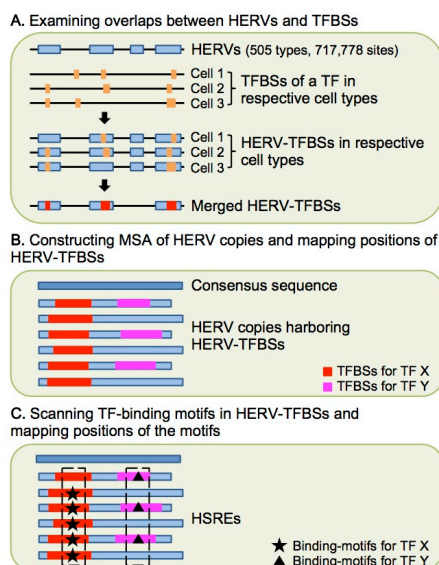 A. Examining overlaps between HERVs and TFBSs
HERVs (505 types, 717,778 sites)
Cell 1
Cell 2
Cell 3
TFBSs of a TF in
respective cell types
Cell 1
Cell 2
Cell 3
HERV-TFBSs in respective
cell types
Merged HERV-TFBSs
B. Constructing MSA of HERV copies and mapping positions of
HERV-TFBSs
Consensus sequence
HERV copies harboring
HERV-TFBSs
TFBSs for TF X
TFBSs for TF Y
C. Scanning TF-binding motifs in HERV-TFBSs and
mapping positions of the motifs
HSREs
Binding-motifs for TF X
Binding-motifs for TF Y